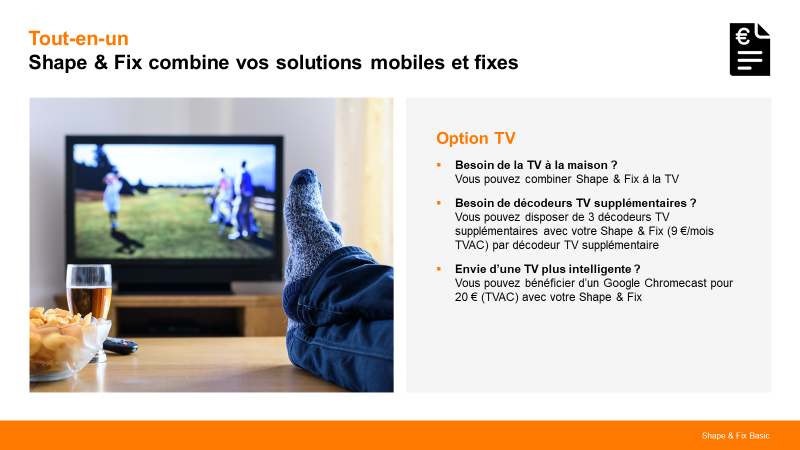 Tout-en-un
Shape & Fix combine vos solutions mobiles et fixes
€
Option TV
▪ Besoin de la TV à la maison ?
Vous pouvez combiner Shape & Fix à la TV
▪ Besoin de décodeurs TV supplémentaires ?
Vous pouvez disposer de 3 décodeurs TV
supplémentaires avec votre Shape & Fix (9 €/mois
TVAC) par décodeur TV supplémentaire
▪ Envie d’une TV plus intelligente ?
Vous pouvez bénéficier d’un Google Chromecast pour
20 € (TVAC) avec votre Shape & Fix
Shape & Fix Basic